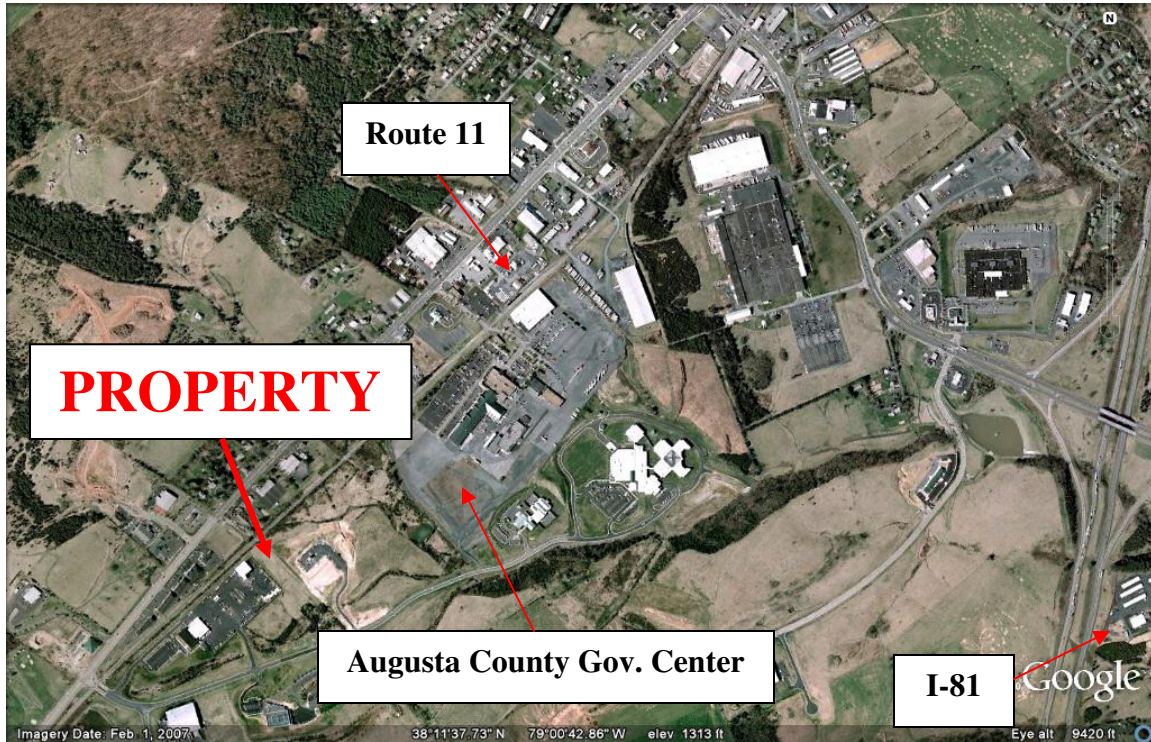 N
Route 11
PROPERTY
Augusta County Gov. Center
I-81
Google
Imagery Date: Feb. 1, 2007
38°11'37.73" N 79°00'42.86" W elev 1313 ft
Eye alt 9420 ft